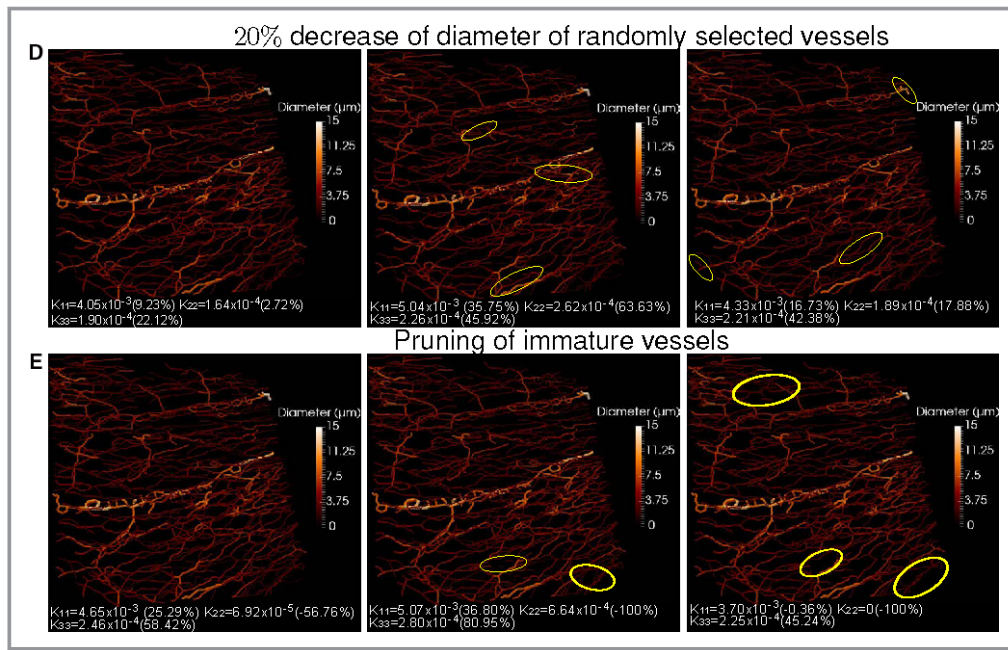 20% decrease of diameter of randomly selected vessels
D
Diameter (µm)
15
11.25
7.5
3.75
0
K11=4.05x10-3(9.23%) K22=1.64x10-4(2.72%)
K33=1.90x10-4(22.12%)
Diameter (µm)
15
11.25
7.5
3.75
0
K11=5.04x10-3 (35.75%) K22=2.62x10-4(63.63%)
K33=2.26x10-4(45.92%)
Diameter (µm)
15
11.25
7.5
3.75
0
K11=4.33x10-3(16.73%) K22=1.89x10-4(17.88%)
K33=2.21x10-4(42.38%)
Pruning of immature vessels
E
Diameter (µm)
15
11.25
7.5
3.75
0
K11=4.65x10-3 (25.29%) K22=6.92x10-5(-56.76%)
K33=2.46x10-4(58.42%)
Diameter (µm)
15
11.25
7.5
3.75
0
K11=5.07x10-3(36.80%) K22=6.64x10-4(-100%)
K33=2.80x10-4(80.95%)
Diameter (µm)
15
11.25
7.5
3.75
0
K11=3.70x10-3(-0.36%) K22=0(-100%)
K33=2.25x10-4(45.24%)